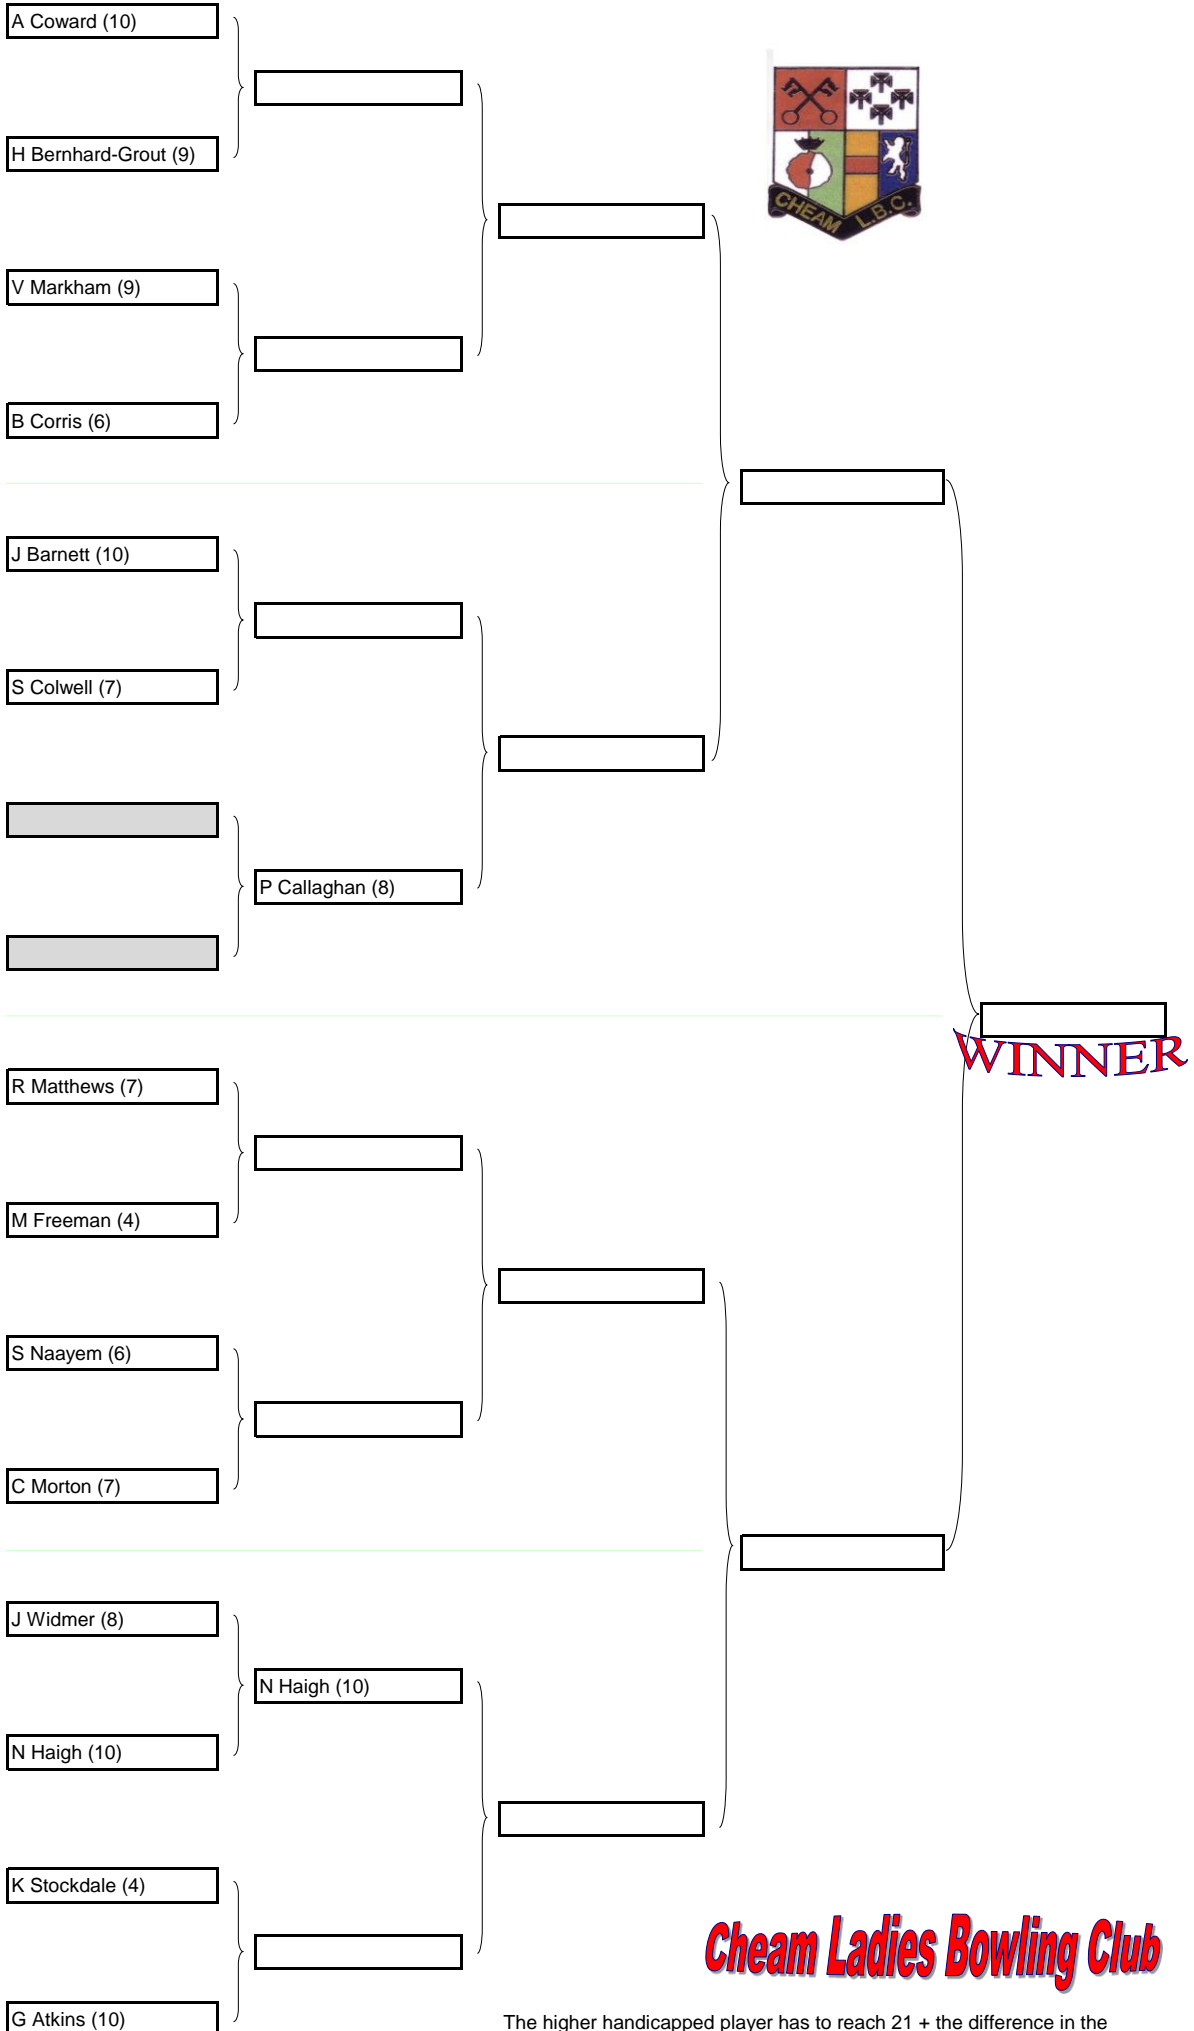 A Coward (10)
H Bernhard-Grout (9)
CHEAM L.B.C.
V Markham (9)
B Corris (6)
J Barnett (10)
S Colwell (7)
P Callaghan (8)
WINNER
R Matthews (7)
M Freeman (4)
S Naayem (6)
C Morton (7)
J Widmer (8)
N Haigh (10)
N Haigh (10)
K Stockdale (4)
Cheam Ladies Bowling Club
G Atkins (10)
The higher handicapped player has to reach 21 + the difference in the